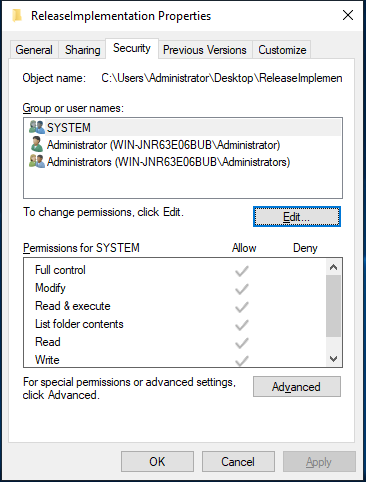 ReleaseImplementation Properties
General Sharing Security Previous Versions Customize
Object name: C:\Users\Administrator\Desktop\ReleaseImplemen
Group or user names:
SYSTEM
Administrator (WIN-JNR63E06BUB\Administrator)
Administrators (WIN-JNR63E06BUB\Administrators)
To change permissions, click Edit. Edit...
Permissions for SYSTEM Allow Deny
Full control
Modify
Read & execute
List folder contents
Read
Write
For special permissions or advanced settings, click Advanced. Advanced
OK Cancel Apply